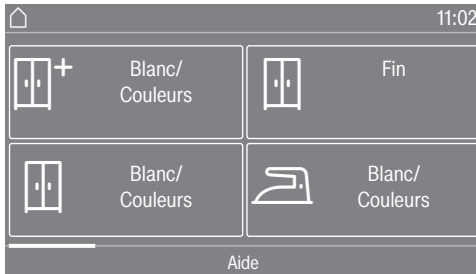 11:02
Blanc/
Couleurs
Fin
Blanc/
Couleurs
Blanc/
Couleurs
Aide